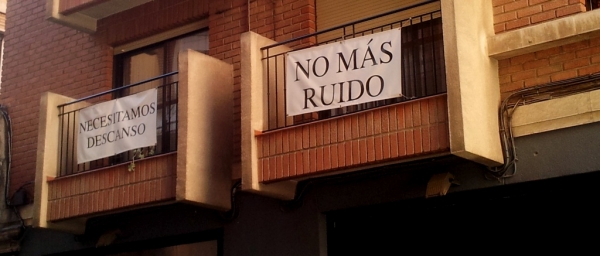 NECESITAMOS
DESCANSO
NO MÁS
RUIDO